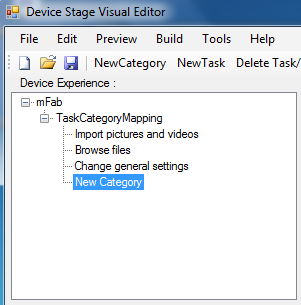 Device Stage Visual Editor
File Edit Preview Build Tools Help
NewCategory NewTask Delete Task/
Device Experience :
mFab
TaskCategoryMapping
Import pictures and videos
Browse files
Change general settings
New Category